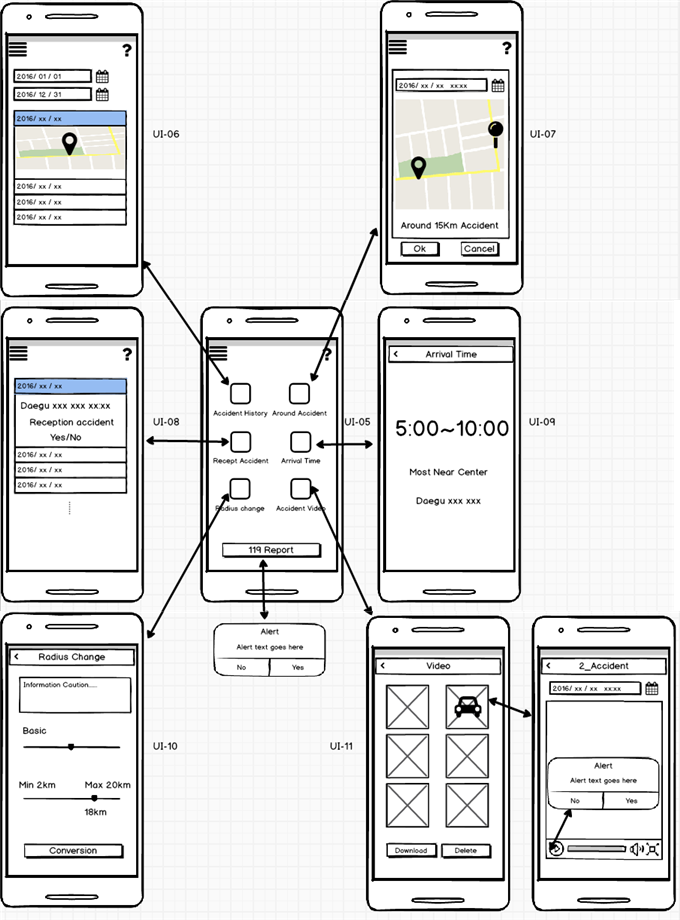 ?
2016/ 01 / 01
2016/ 12 / 31
2016/ xx / xx
2016/ xx / xx
2016/ xx / xx
2016/ xx / xx
UI-06
?
2016/ xx / xx xx:xx
Around 15Km Accident
Ok Cancel
UI-07
?
2016/ xx / xx
Daegu xxx xxx xx:xx
Reception accident
Yes/No
2016/ xx / xx
2016/ xx / xx
2016/ xx / xx
UI-08
?
Accident History Around Accident
Recept Accident Arrival Time
Radius change Accident Video
119 Report
UI-05
Alert
Alert text goes here
No Yes
< Arrival Time
5:00~10:00
Most Near Center
Daegu xxx xxx
UI-09
< Radius Change
Information Caution.....
Basic
Min 2km Max 20km
18km
Conversion
UI-10
UI-11
< Video
Download Delete
< 2_Accident
2016/ xx / xx xx:xx
Alert
Alert text goes here
No Yes